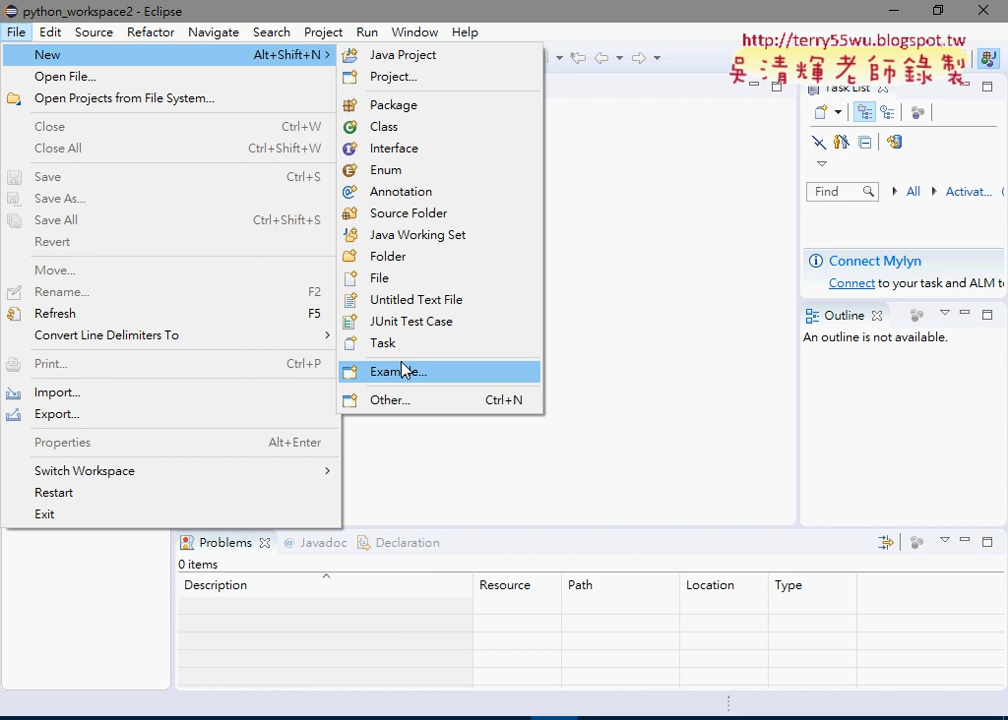 python_workspace2 - Eclipse
File Edit Source Refactor Navigate Search Project Run Window Help
http://terry55wu.blogspot.tw
吳清輝老師錄製
New Alt+Shift+N
Open File...
Open Projects from File System...
Close Ctrl+W
Close All Ctrl+Shift+W
Save Ctrl+S
Save As...
Save All Ctrl+Shift+S
Revert
Move...
Rename... F2
Refresh F5
Convert Line Delimiters To
Print... Ctrl+P
Import...
Export...
Properties Alt+Enter
Switch Workspace
Restart
Exit
Java Project
Project...
Package
Class
Interface
Enum
Annotation
Source Folder
Java Working Set
Folder
File
Untitled Text File
JUnit Test Case
Task
Example...
Other... Ctrl+N
Task List
Find All Activat...
Connect Mylyn
Connect to your task and ALM t
Outline
An outline is not available.
Problems Javadoc Declaration
0 items
Description Resource Path Location Type